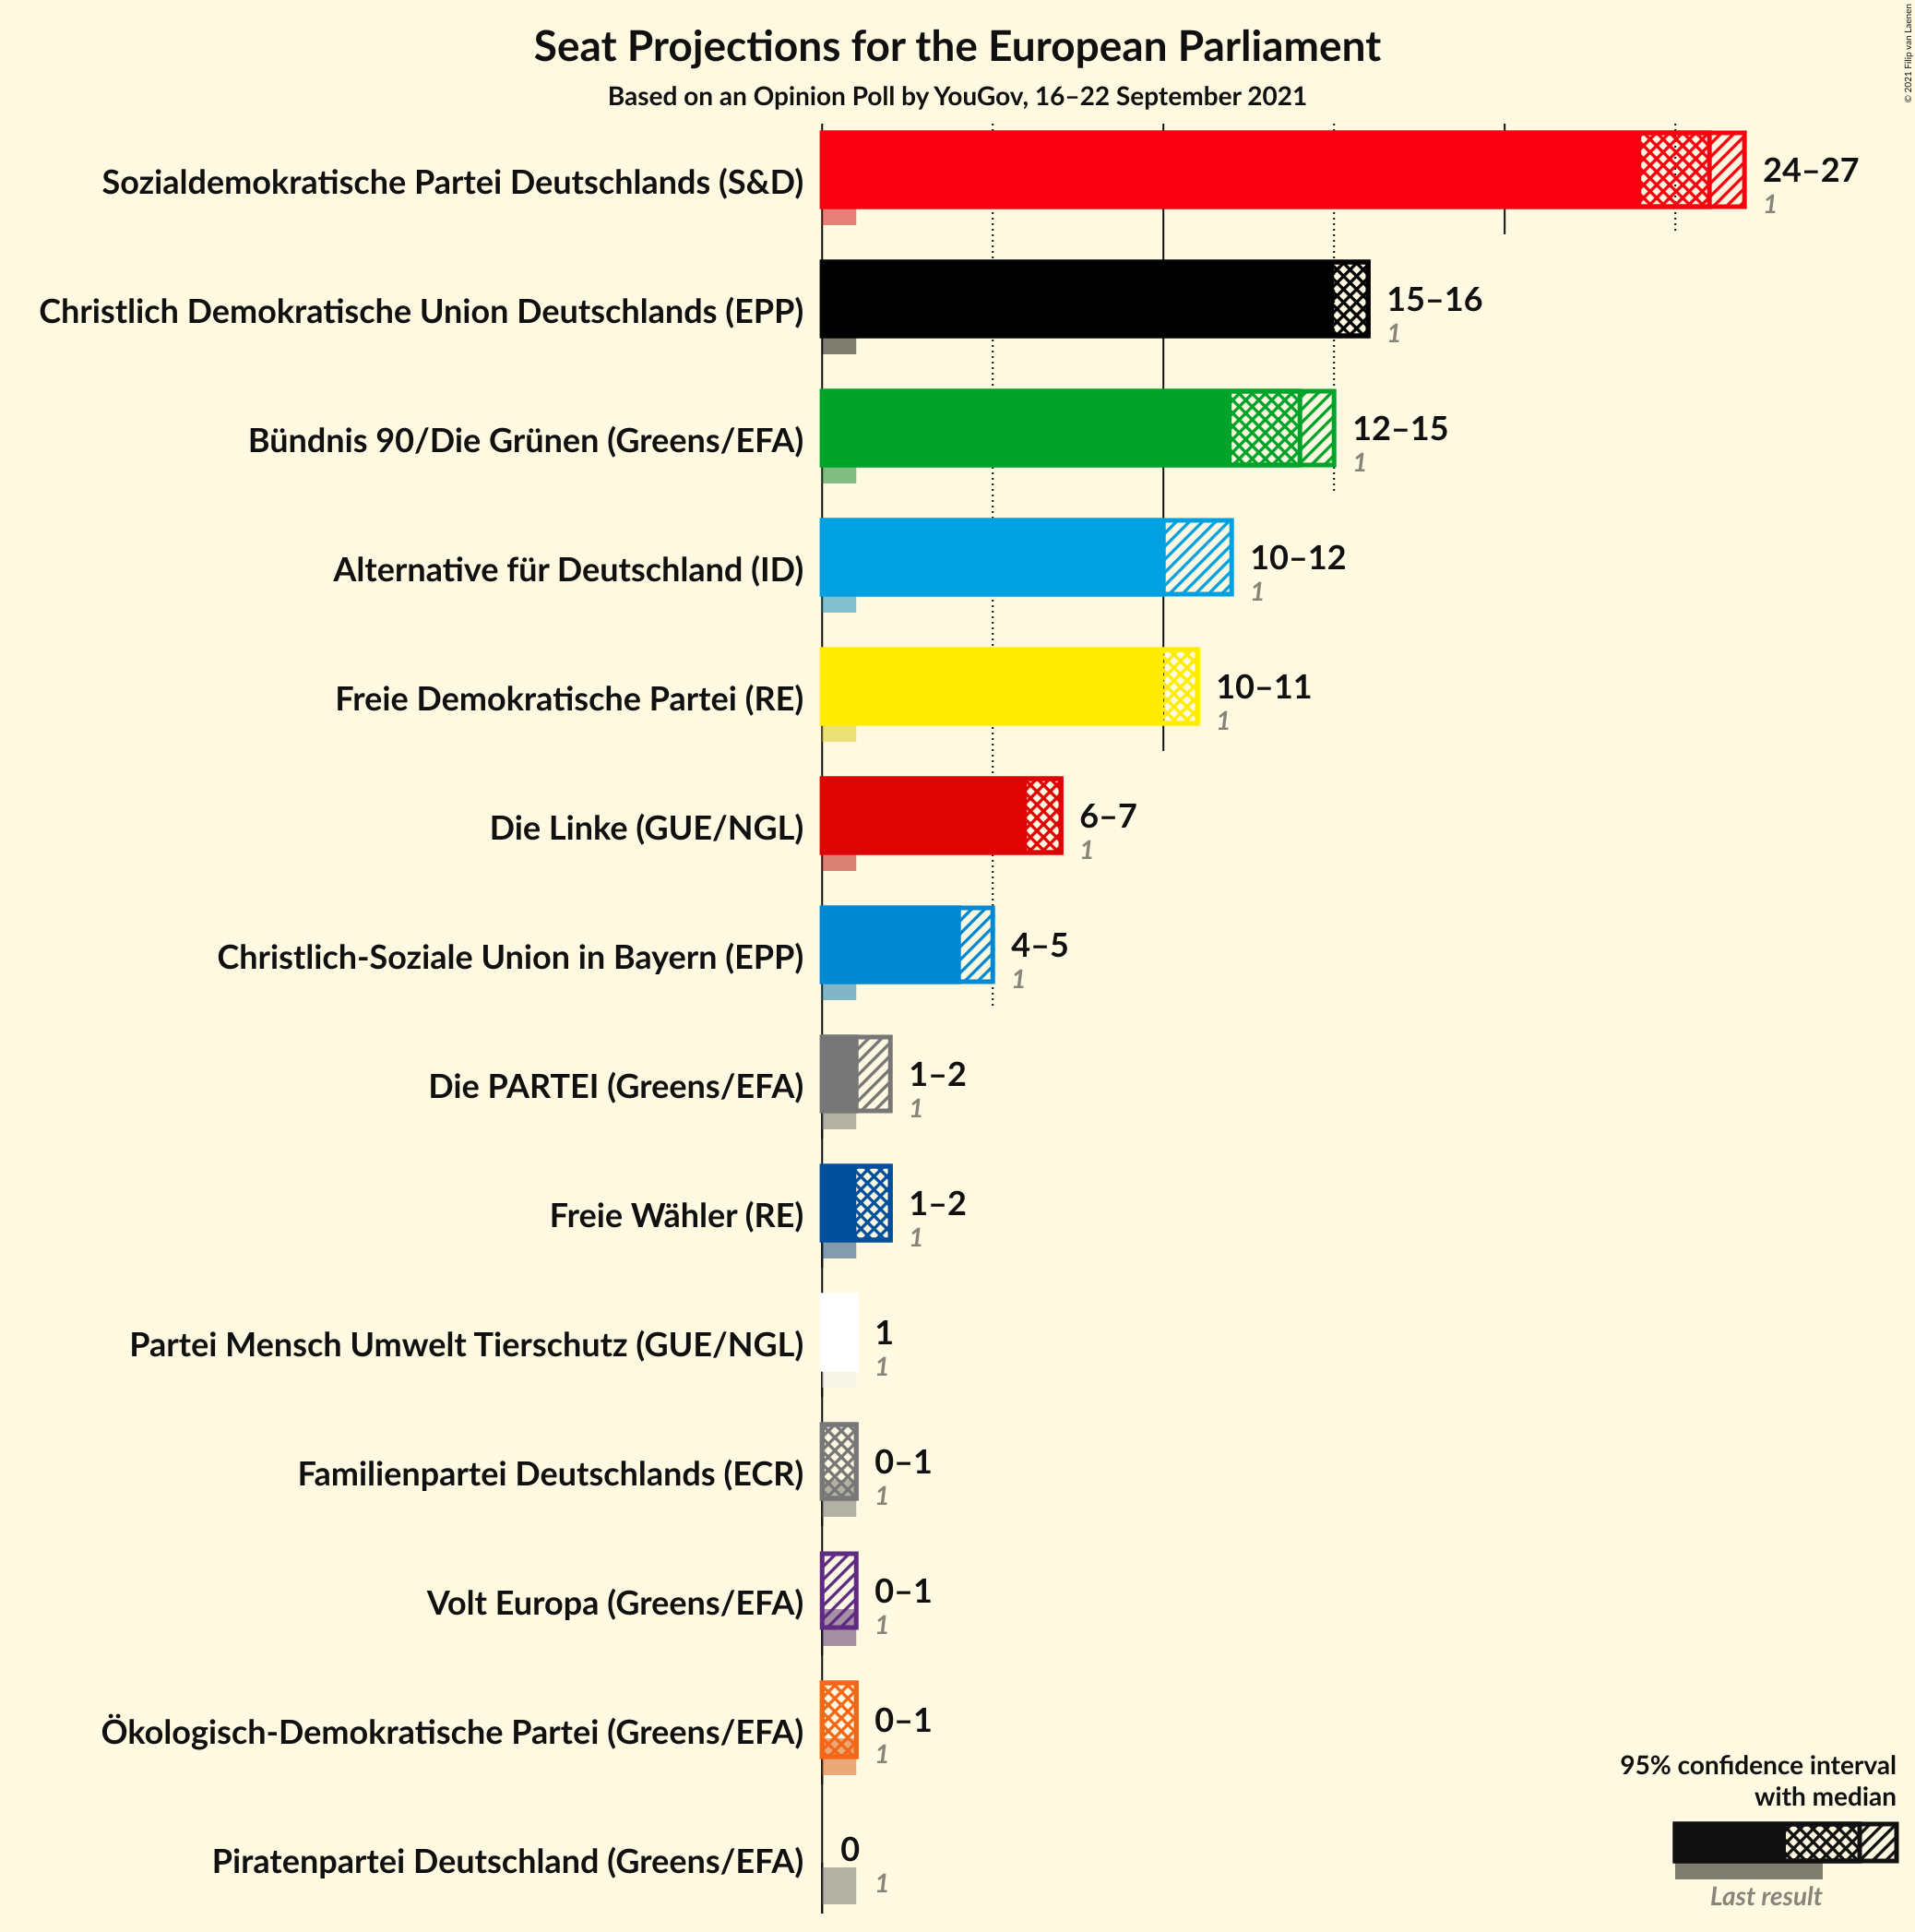 Seat Projections for the European Parliament
Based on an Opinion Poll by YouGov, 16–22 September 2021
© 2021 Filip van Laenen
Sozialdemokratische Partei Deutschlands (S&D)
24–27
1
Christlich Demokratische Union Deutschlands (EPP)
15–16
1
Bündnis 90/Die Grünen (Greens/EFA)
12–15
1
Alternative für Deutschland (ID)
10–12
1
Freie Demokratische Partei (RE)
10–11
1
Die Linke (GUE/NGL)
6–7
1
Christlich-Soziale Union in Bayern (EPP)
4–5
1
Die PARTEI (Greens/EFA)
1–2
1
Freie Wähler (RE)
1–2
1
Partei Mensch Umwelt Tierschutz (GUE/NGL)
1
1
Familienpartei Deutschlands (ECR)
0–1
1
Volt Europa (Greens/EFA)
0–1
1
Ökologisch-Demokratische Partei (Greens/EFA)
0–1
1
Piratenpartei Deutschland (Greens/EFA)
0
1
95% confidence interval
with median
Last result